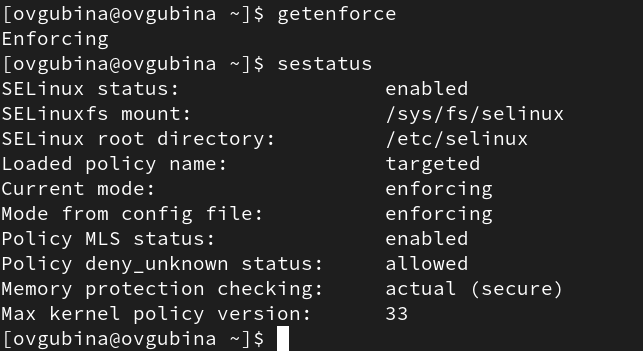 [ovgubina@ovgubina ~]$ getenforce
Enforcing
[ovgubina@ovgubina ~]$ sestatus
SELinux status:                 enabled
SELinuxfs mount:                /sys/fs/selinux
SELinux root directory:         /etc/selinux
Loaded policy name:             targeted
Current mode:                   enforcing
Mode from config file:          enforcing
Policy MLS status:              enabled
Policy deny_unknown status:     allowed
Memory protection checking:     actual (secure)
Max kernel policy version:      33
[ovgubina@ovgubina ~]$